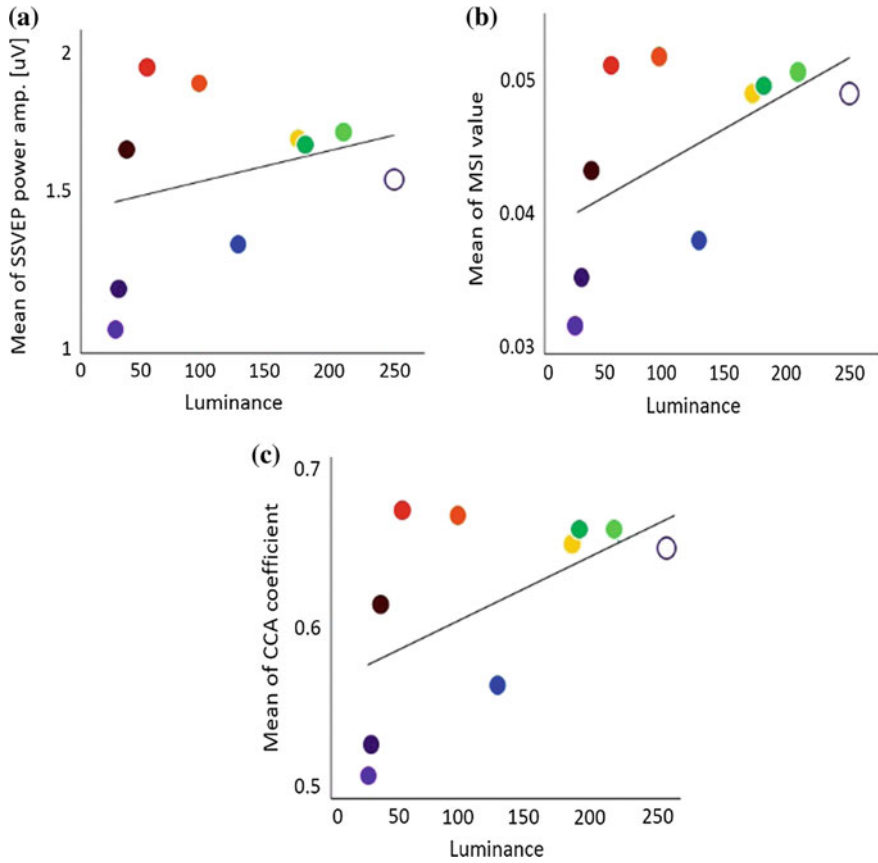 (a)
Mean of SSVEP power amp. [uV]
2
1.5
1
0 50 100 150 200 250
Luminance
(b)
Mean of MSI value
0.05
0.04
0.03
0 50 100 150 200 250
Luminance
(c)
Mean of CCA coefficient
0.7
0.6
0.5
0 50 100 150 200 250
Luminance